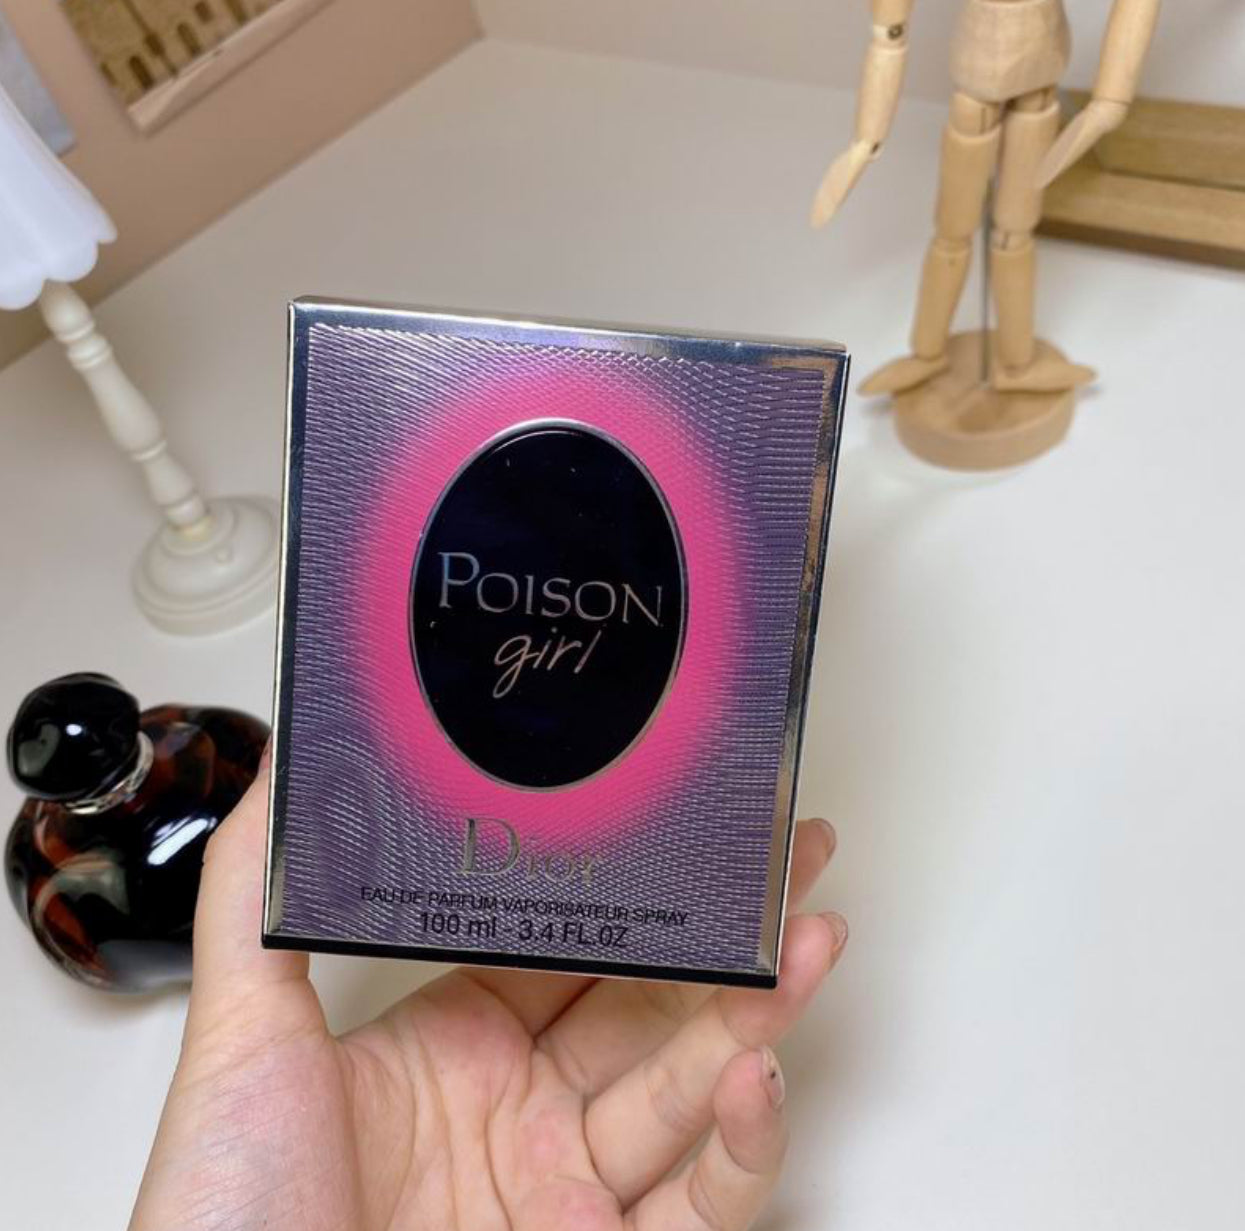 POISON
girl
Dior
EAU DE PARFUM VAPORISATEUR SPRAY
100 ml - 3.4 FL.OZ